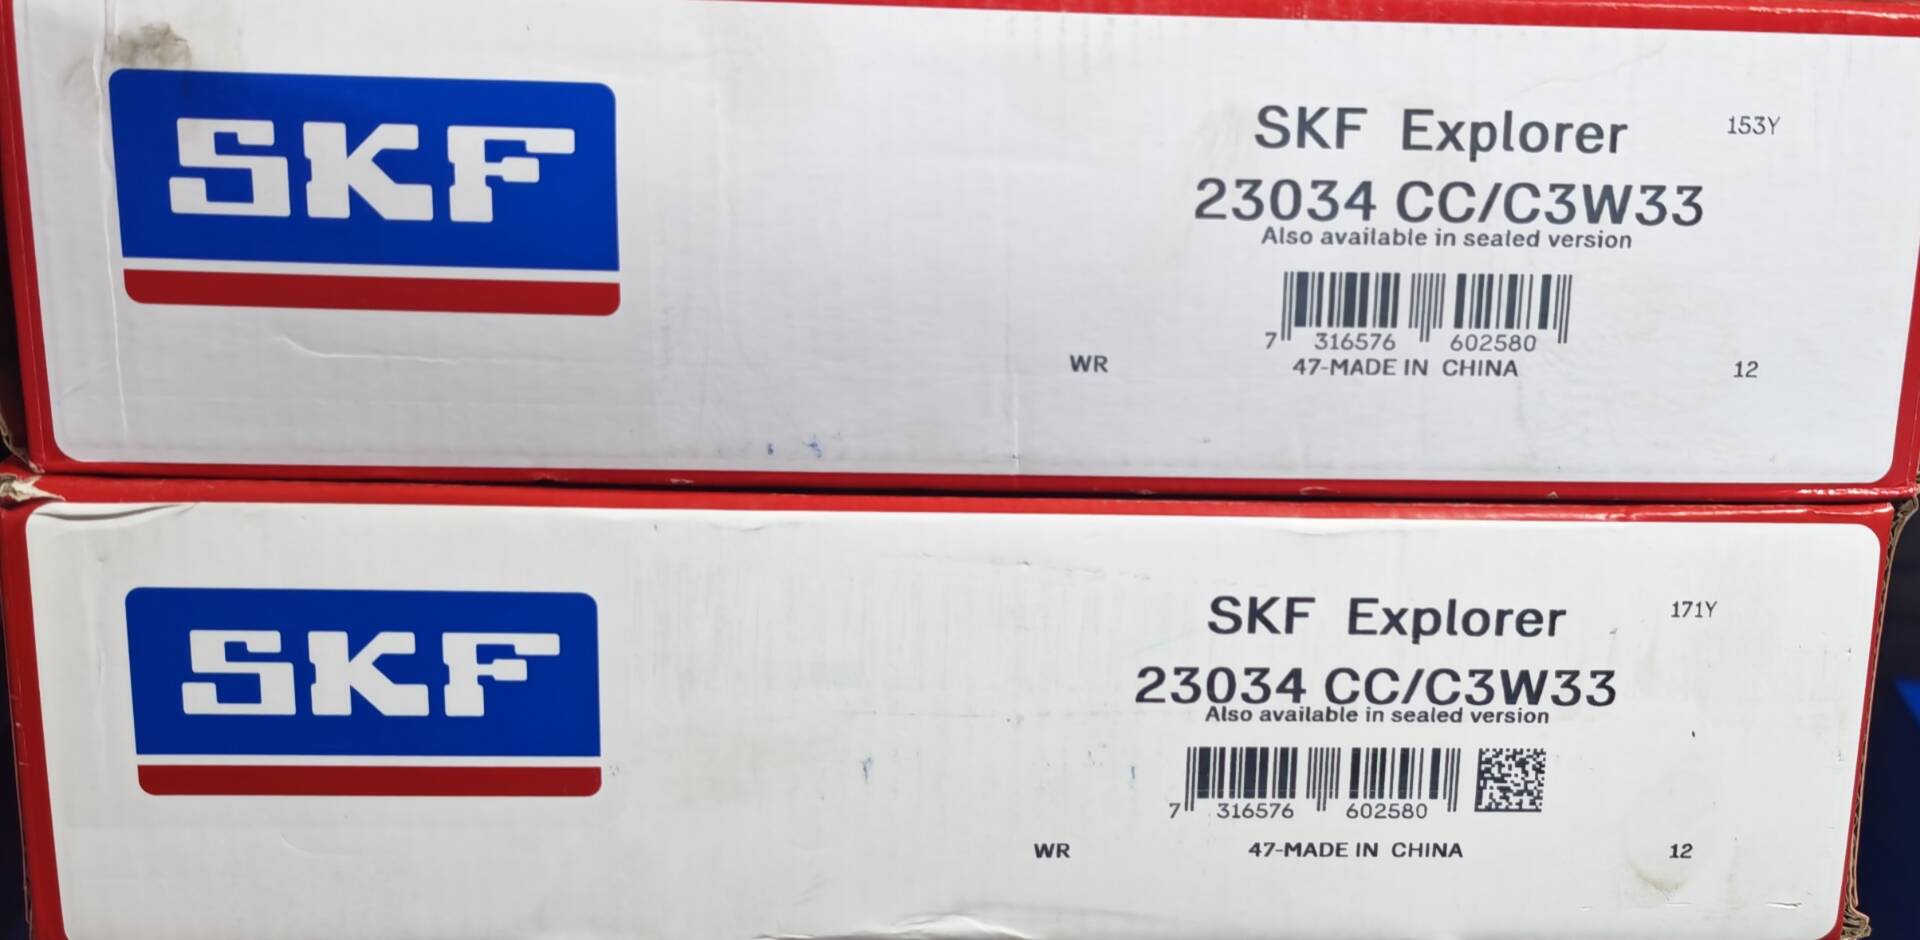 SKF
SKF Explorer
153Y
23034 CC/C3W33
Also available in sealed version
7 316576 602580
WR
47-MADE IN CHINA
12
SKF
SKF Explorer
171Y
23034 CC/C3W33
Also available in sealed version
7 316576 602580
WR
47-MADE IN CHINA
12